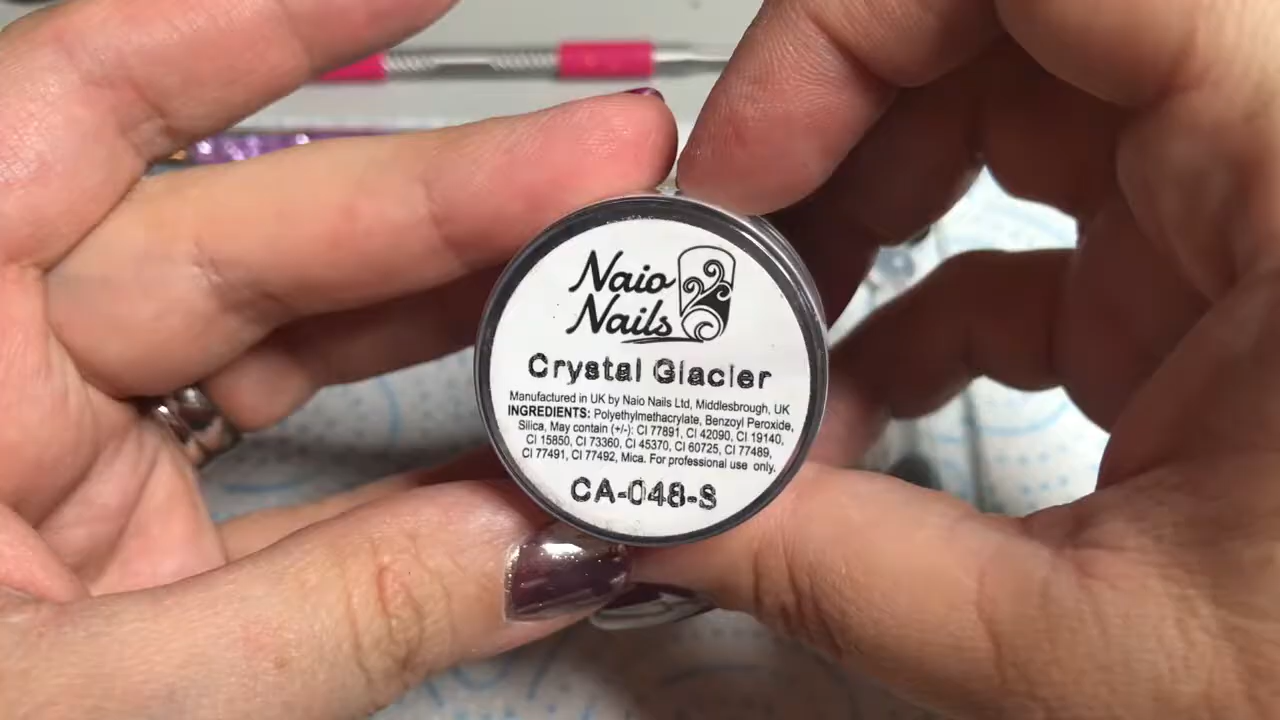 Naio
Nails
Crystal Glacier
Manufactured in UK by Naio Nails Ltd, Middlesbrough, UK
INGREDIENTS: Polyethylmethacrylate, Benzoyl Peroxide,
Silica, May contain (+/-): CI 77891, CI 42090, CI 19140,
CI 15850, CI 73360, CI 45370, CI 60725, CI 77489,
CI 77491, CI 77492, Mica. For professional use only.
CA-048-S